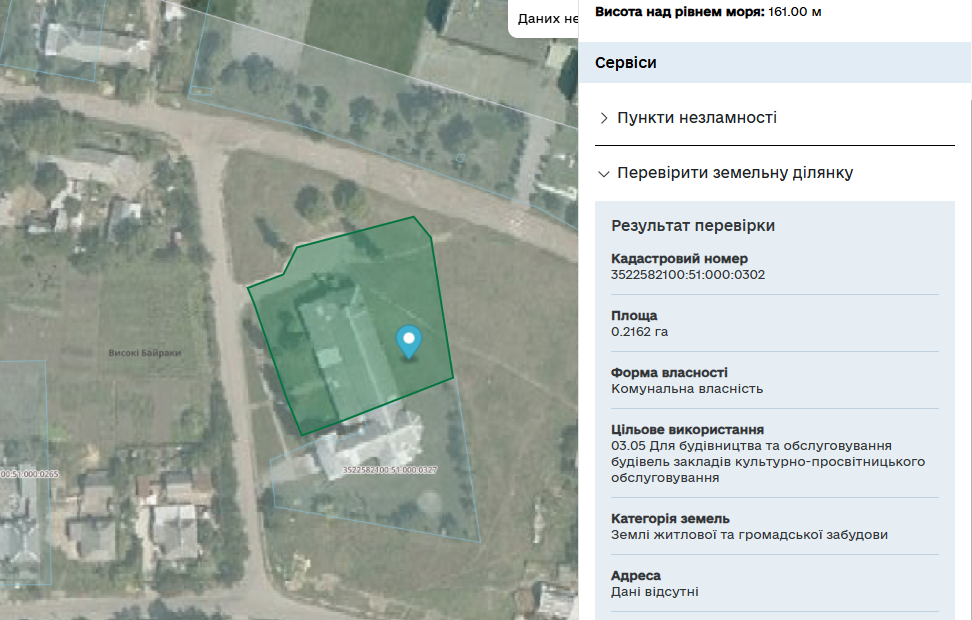 Даних не
Висота над рівнем моря: 161.00 м
Сервіси
Пункти незламності
Перевірити земельну ділянку
Результат перевірки
Кадастровий номер
3522582100:51:000:0302
Площа
0.2162 га
Форма власності
Комунальна власність
Цільове використання
03.05 Для будівництва та обслуговування
будівель закладів культурно-просвітницького
обслуговування
Категорія земель
Землі житлової та громадської забудови
Адреса
Дані відсутні
Високі Байраки
00:51:000:0265
3522582100:51:000:0327